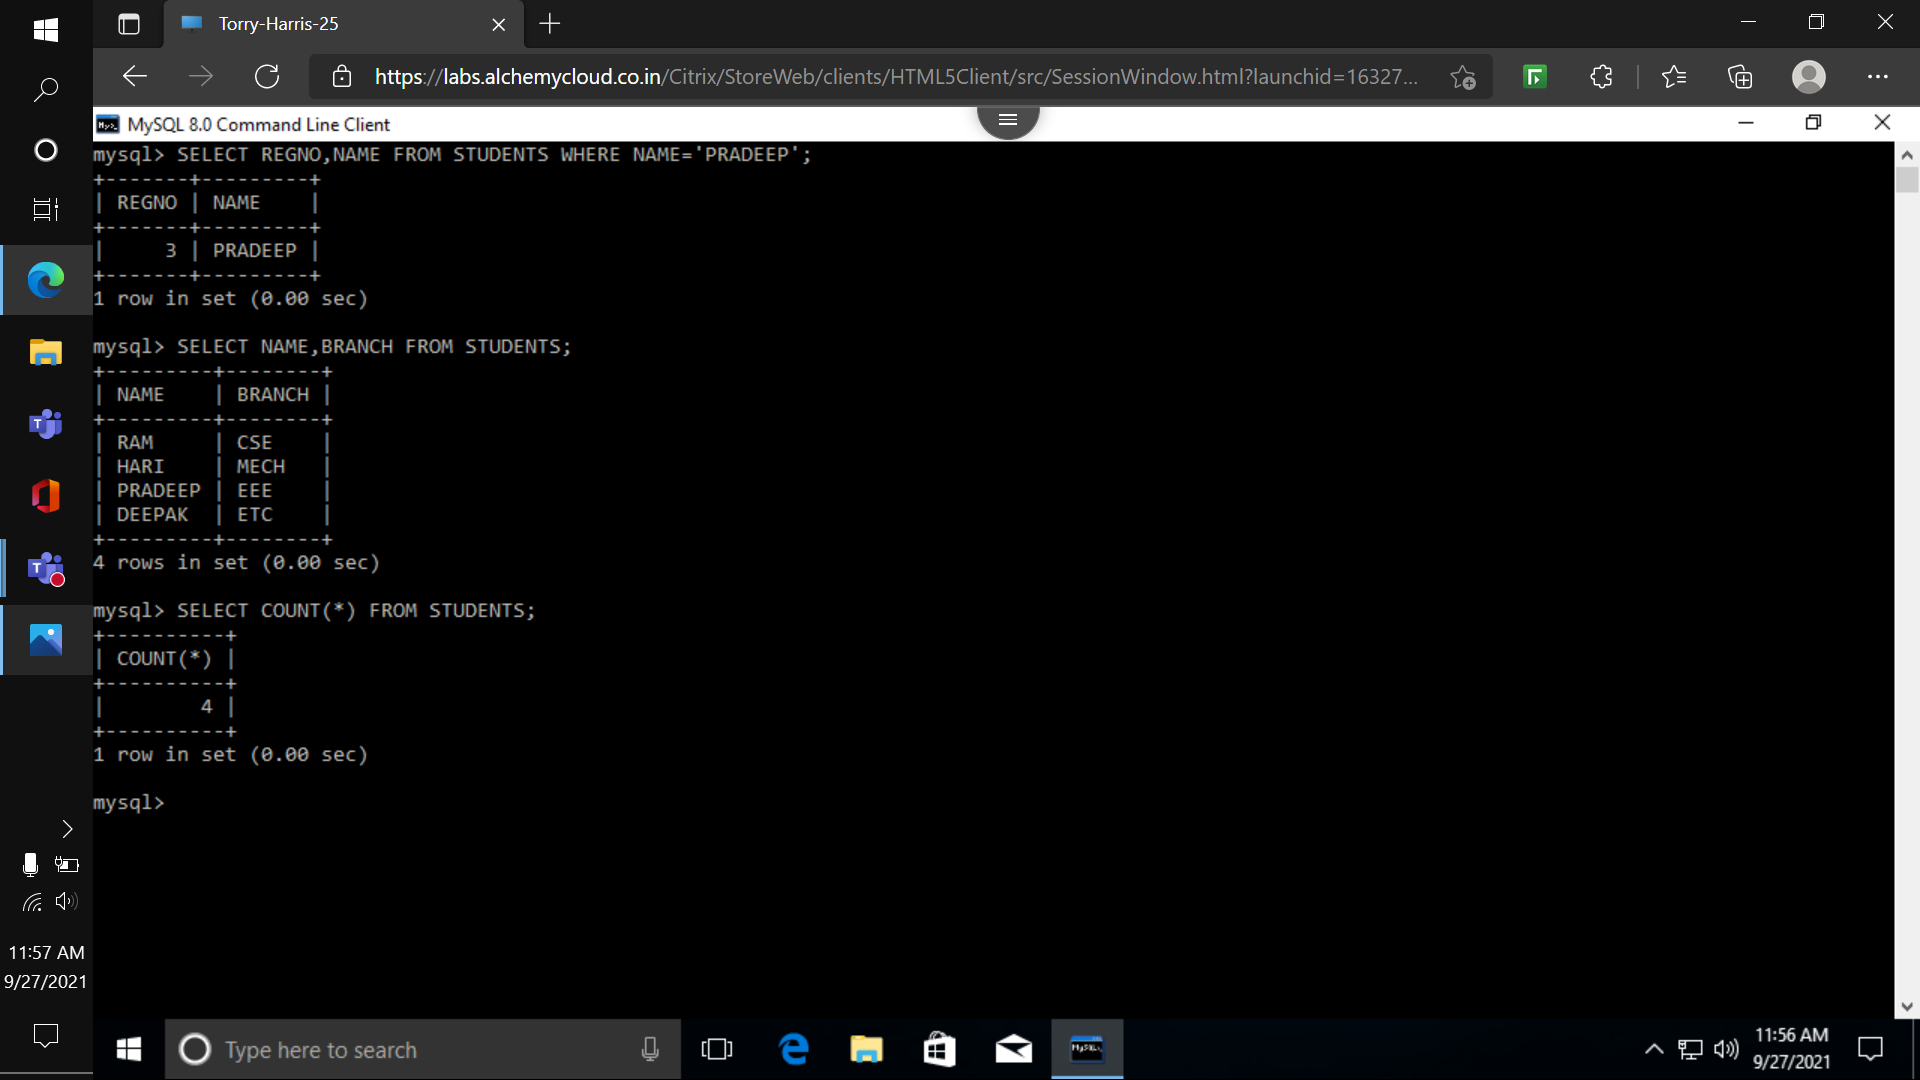 Torry-Harris-25
https://labs.alchemycloud.co.in/Citrix/StoreWeb/clients/HTML5Client/src/SessionWindow.html?launchid=16327...
MySQL 8.0 Command Line Client
mysql> SELECT REGNO,NAME FROM STUDENTS WHERE NAME='PRADEEP';
+-------+---------+
| REGNO | NAME    |
+-------+---------+
|     3 | PRADEEP |
+-------+---------+
1 row in set (0.00 sec)
mysql> SELECT NAME,BRANCH FROM STUDENTS;
+---------+--------+
| NAME    | BRANCH |
+---------+--------+
| RAM     | CSE    |
| HARI    | MECH   |
| PRADEEP | EEE    |
| DEEPAK  | ETC    |
+---------+--------+
4 rows in set (0.00 sec)
mysql> SELECT COUNT(*) FROM STUDENTS;
+----------+
| COUNT(*) |
+----------+
|        4 |
+----------+
1 row in set (0.00 sec)
mysql>
11:57 AM
9/27/2021
Type here to search
11:56 AM
9/27/2021